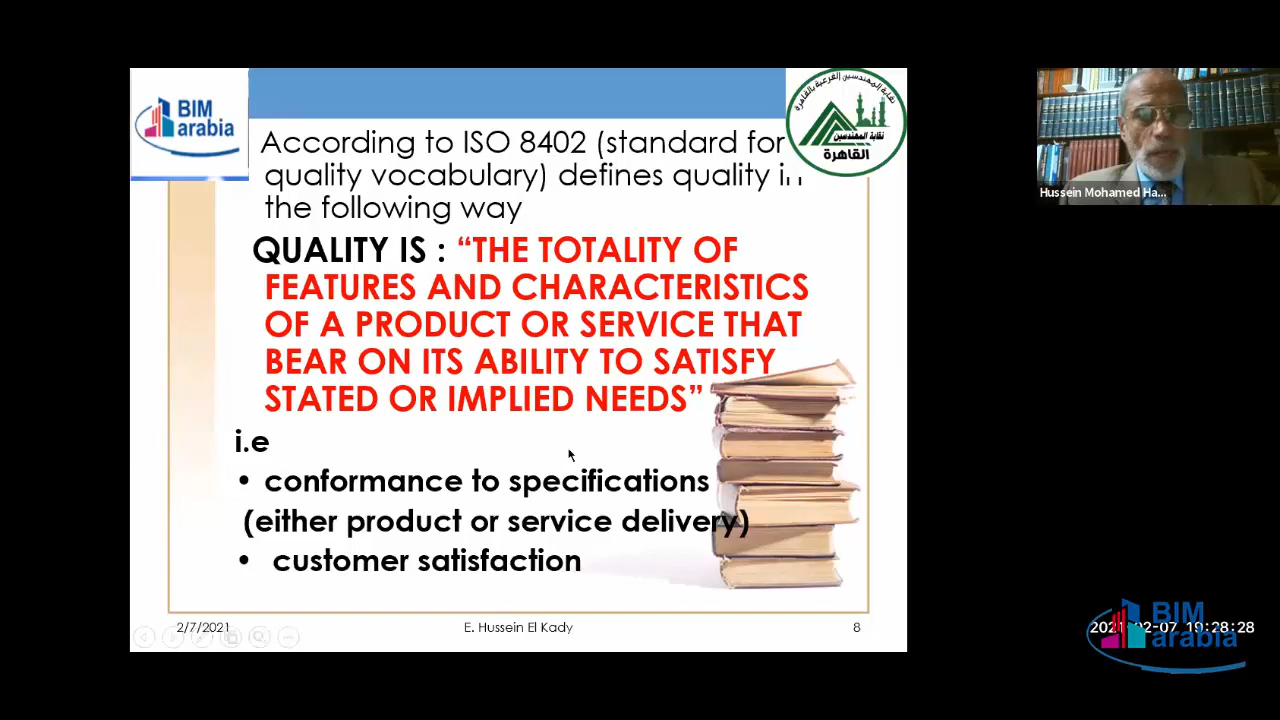 BIM
arabia
نقابة المهندسين الفرعية بالقاهرة
نقابة المهندسين
القاهرة
According to ISO 8402 (standard for
quality vocabulary) defines quality in
the following way
QUALITY IS : “THE TOTALITY OF
FEATURES AND CHARACTERISTICS
OF A PRODUCT OR SERVICE THAT
BEAR ON ITS ABILITY TO SATISFY
STATED OR IMPLIED NEEDS”
i.e
• conformance to specifications
(either product or service delivery)
• customer satisfaction
2/7/2021
E. Hussein El Kady
8
Hussein Mohamed Ha...
BIM
arabia
2021-02-07 19:28:28